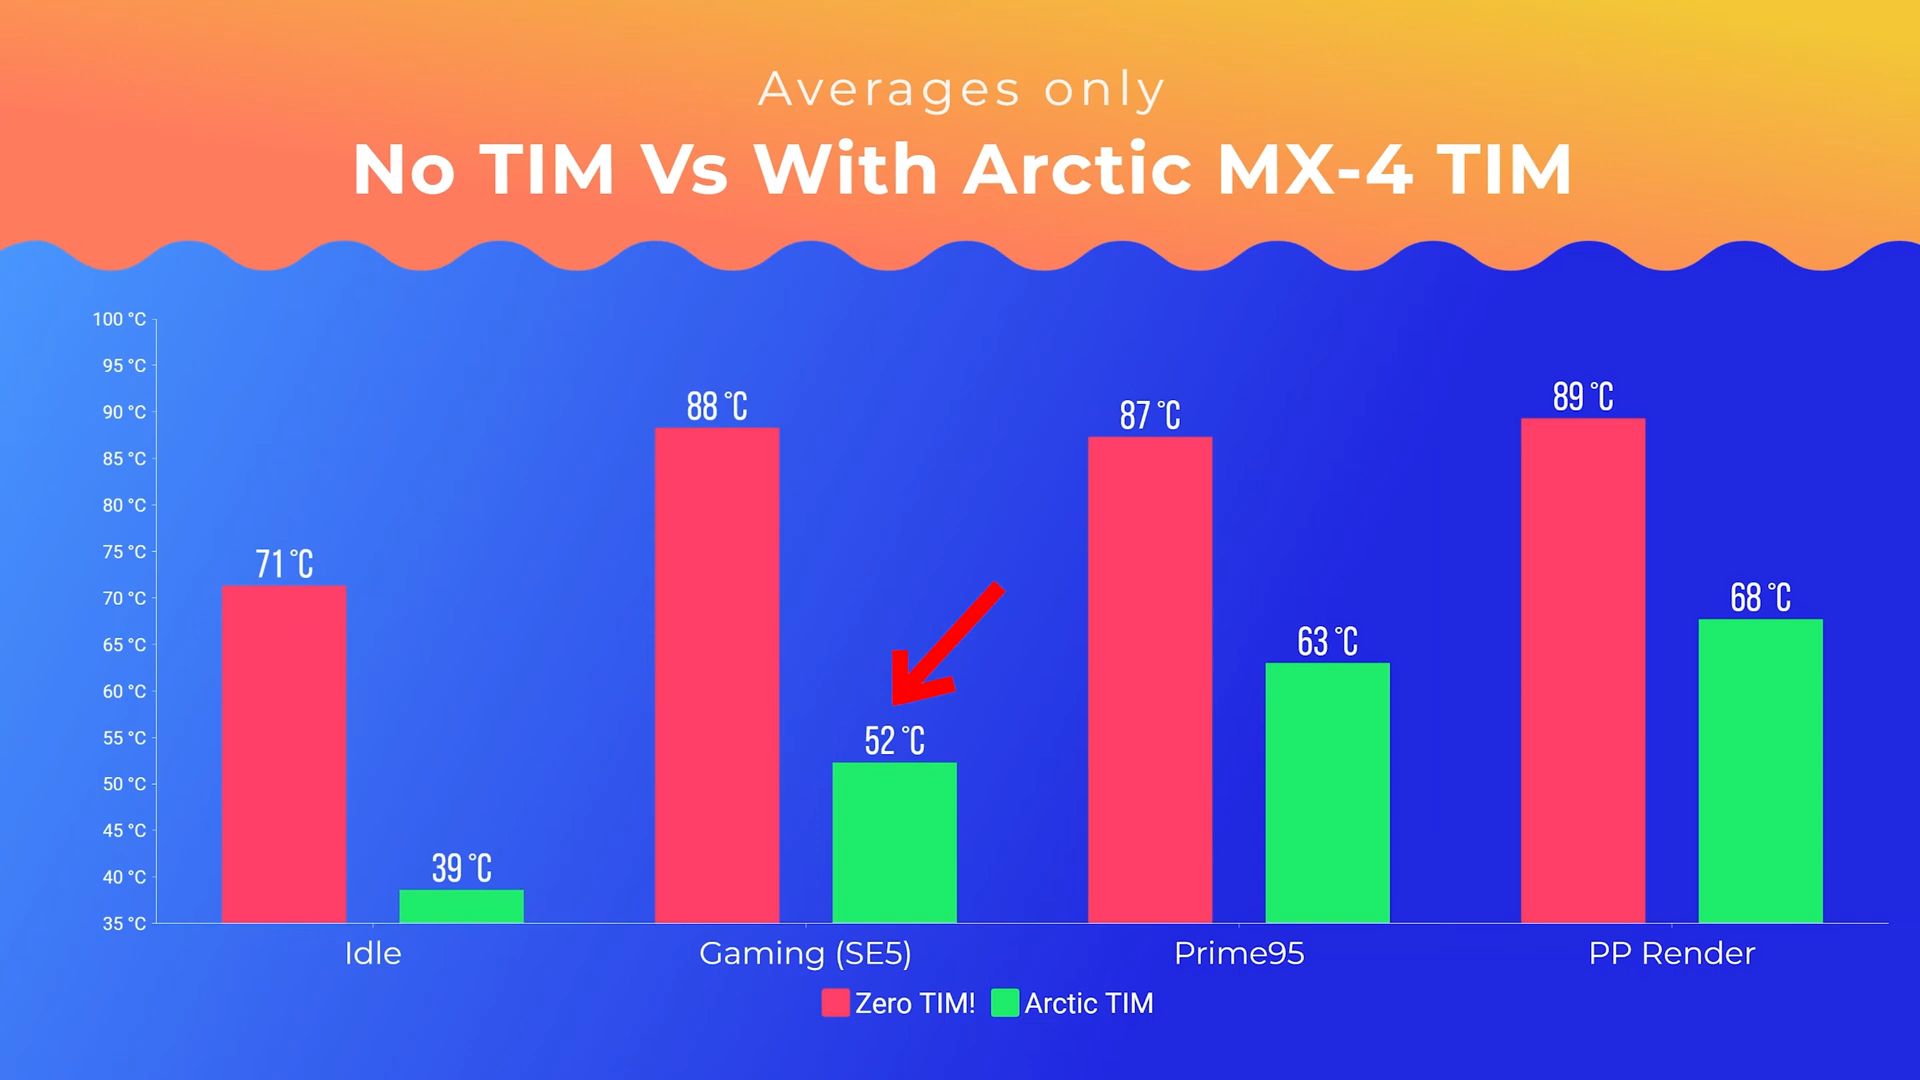 Averages only
No TIM Vs With Arctic MX-4 TIM
100 °C
95 °C
90 °C
85 °C
80 °C
75 °C
70 °C
65 °C
60 °C
55 °C
50 °C
45 °C
40 °C
35 °C
71 °C
39 °C
88 °C
52 °C
87 °C
63 °C
89 °C
68 °C
Idle
Gaming (SE5)
Prime95
PP Render
Zero TIM!
Arctic TIM